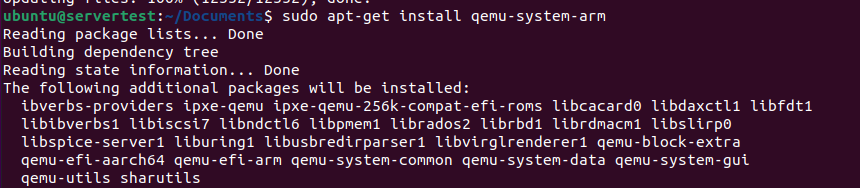 Updating files: 100% (12332/12332), done.
ubuntu@servertest:~/Documents$ sudo apt-get install qemu-system-arm
Reading package lists... Done
Building dependency tree
Reading state information... Done
The following additional packages will be installed:
ibverbs-providers ipxe-qemu ipxe-qemu-256k-compat-efi-roms libcacard0 libdaxctl1 libfdt1
libibverbs1 libiscsi7 libndctl6 libpmem1 librados2 librbd1 librdmacm1 libslirp0
libspice-server1 liburing1 libusbredirparser1 libvirglrenderer1 qemu-block-extra
qemu-efi-aarch64 qemu-efi-arm qemu-system-common qemu-system-data qemu-system-gui
qemu-utils sharutils